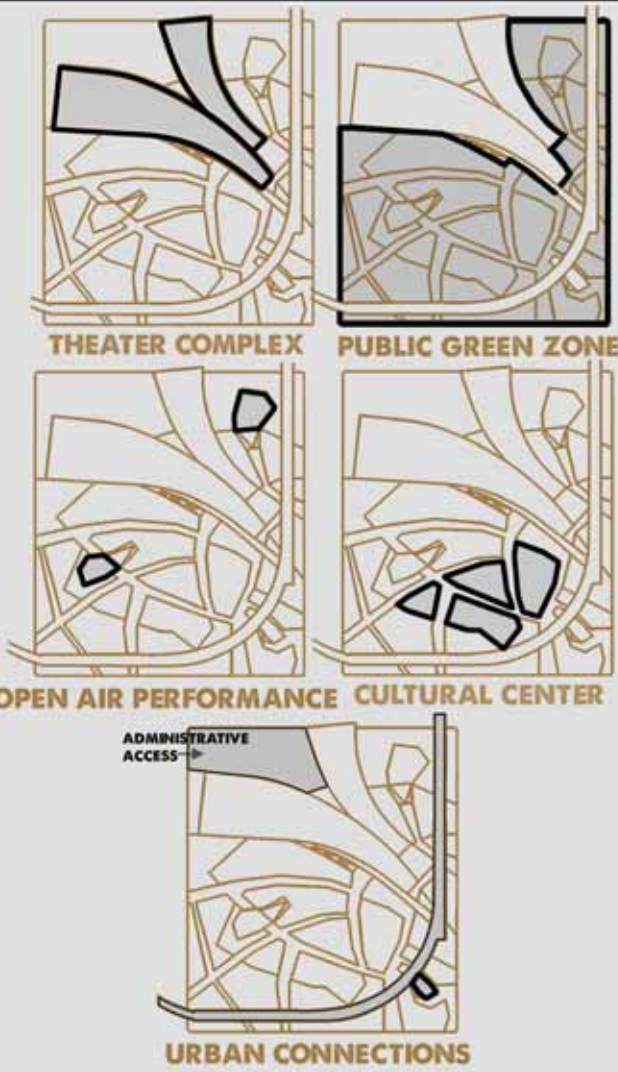 THEATER COMPLEX
PUBLIC GREEN ZONE
OPEN AIR PERFORMANCE
CULTURAL CENTER
ADMINISTRATIVE
ACCESS
URBAN CONNECTIONS